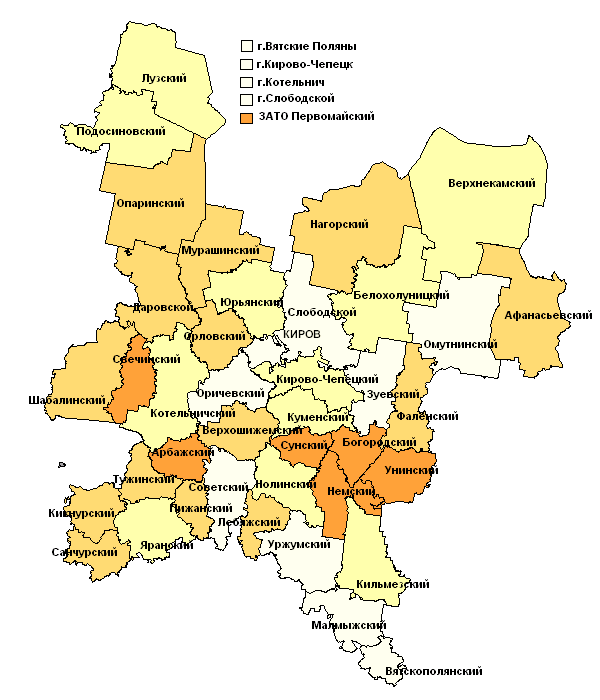 г.Вятские Поляны
г.Кирово-Чепецк
г.Котельнич
г.Слободской
ЗАТО Первомайский
Лузский
Подосиновский
Опаринский
Верхнекамский
Нагорский
Мурашинский
Юрьянский
Белохолуницкий
Даровской
Слободской
Афанасьевский
Орловский
КИРОВ
Омутнинский
Свечинский
Кирово-Чепецкий
Шабалинский
Оричевский
Зуевский
Котельничский
Куменский
Фаленский
Верхошижемский
Арбажский
Сунский
Богородский
Унинский
Тужинский
Советский
Нолинский
Немский
Кикнурский
Пижанский
Лебяжский
Санчурский
Яранский
Уржумский
Кильмезский
Малмыжский
Вятскополянский